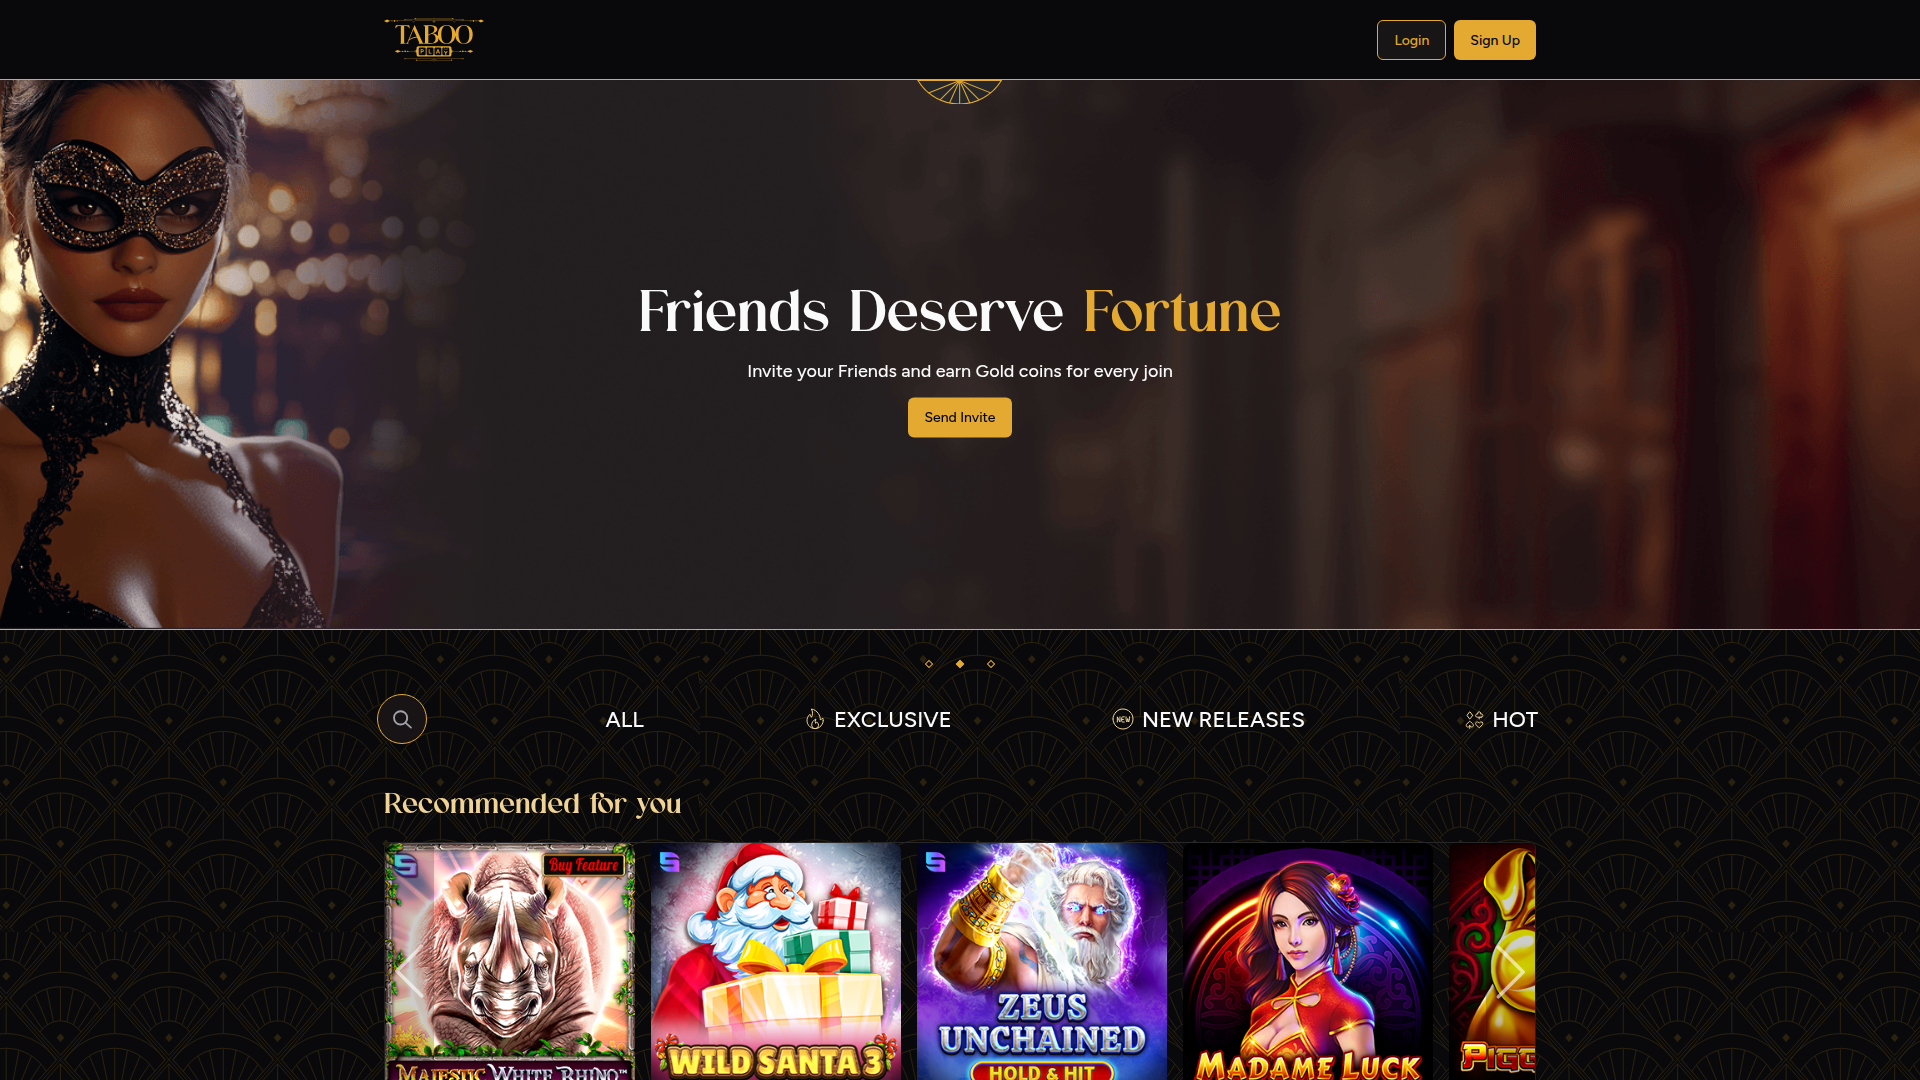 TABOO
PLAY
Login
Sign Up
Friends Deserve Fortune
Invite your Friends and earn Gold coins for every join
Send Invite
ALL
EXCLUSIVE
NEW
NEW RELEASES
HOT
Recommended for you
Buy Feature
MAJESTIC WHITE RHINO™
WILD SANTA 3
ZEUS
UNCHAINED
HOLD & HIT
MADAME LUCK
PIGG